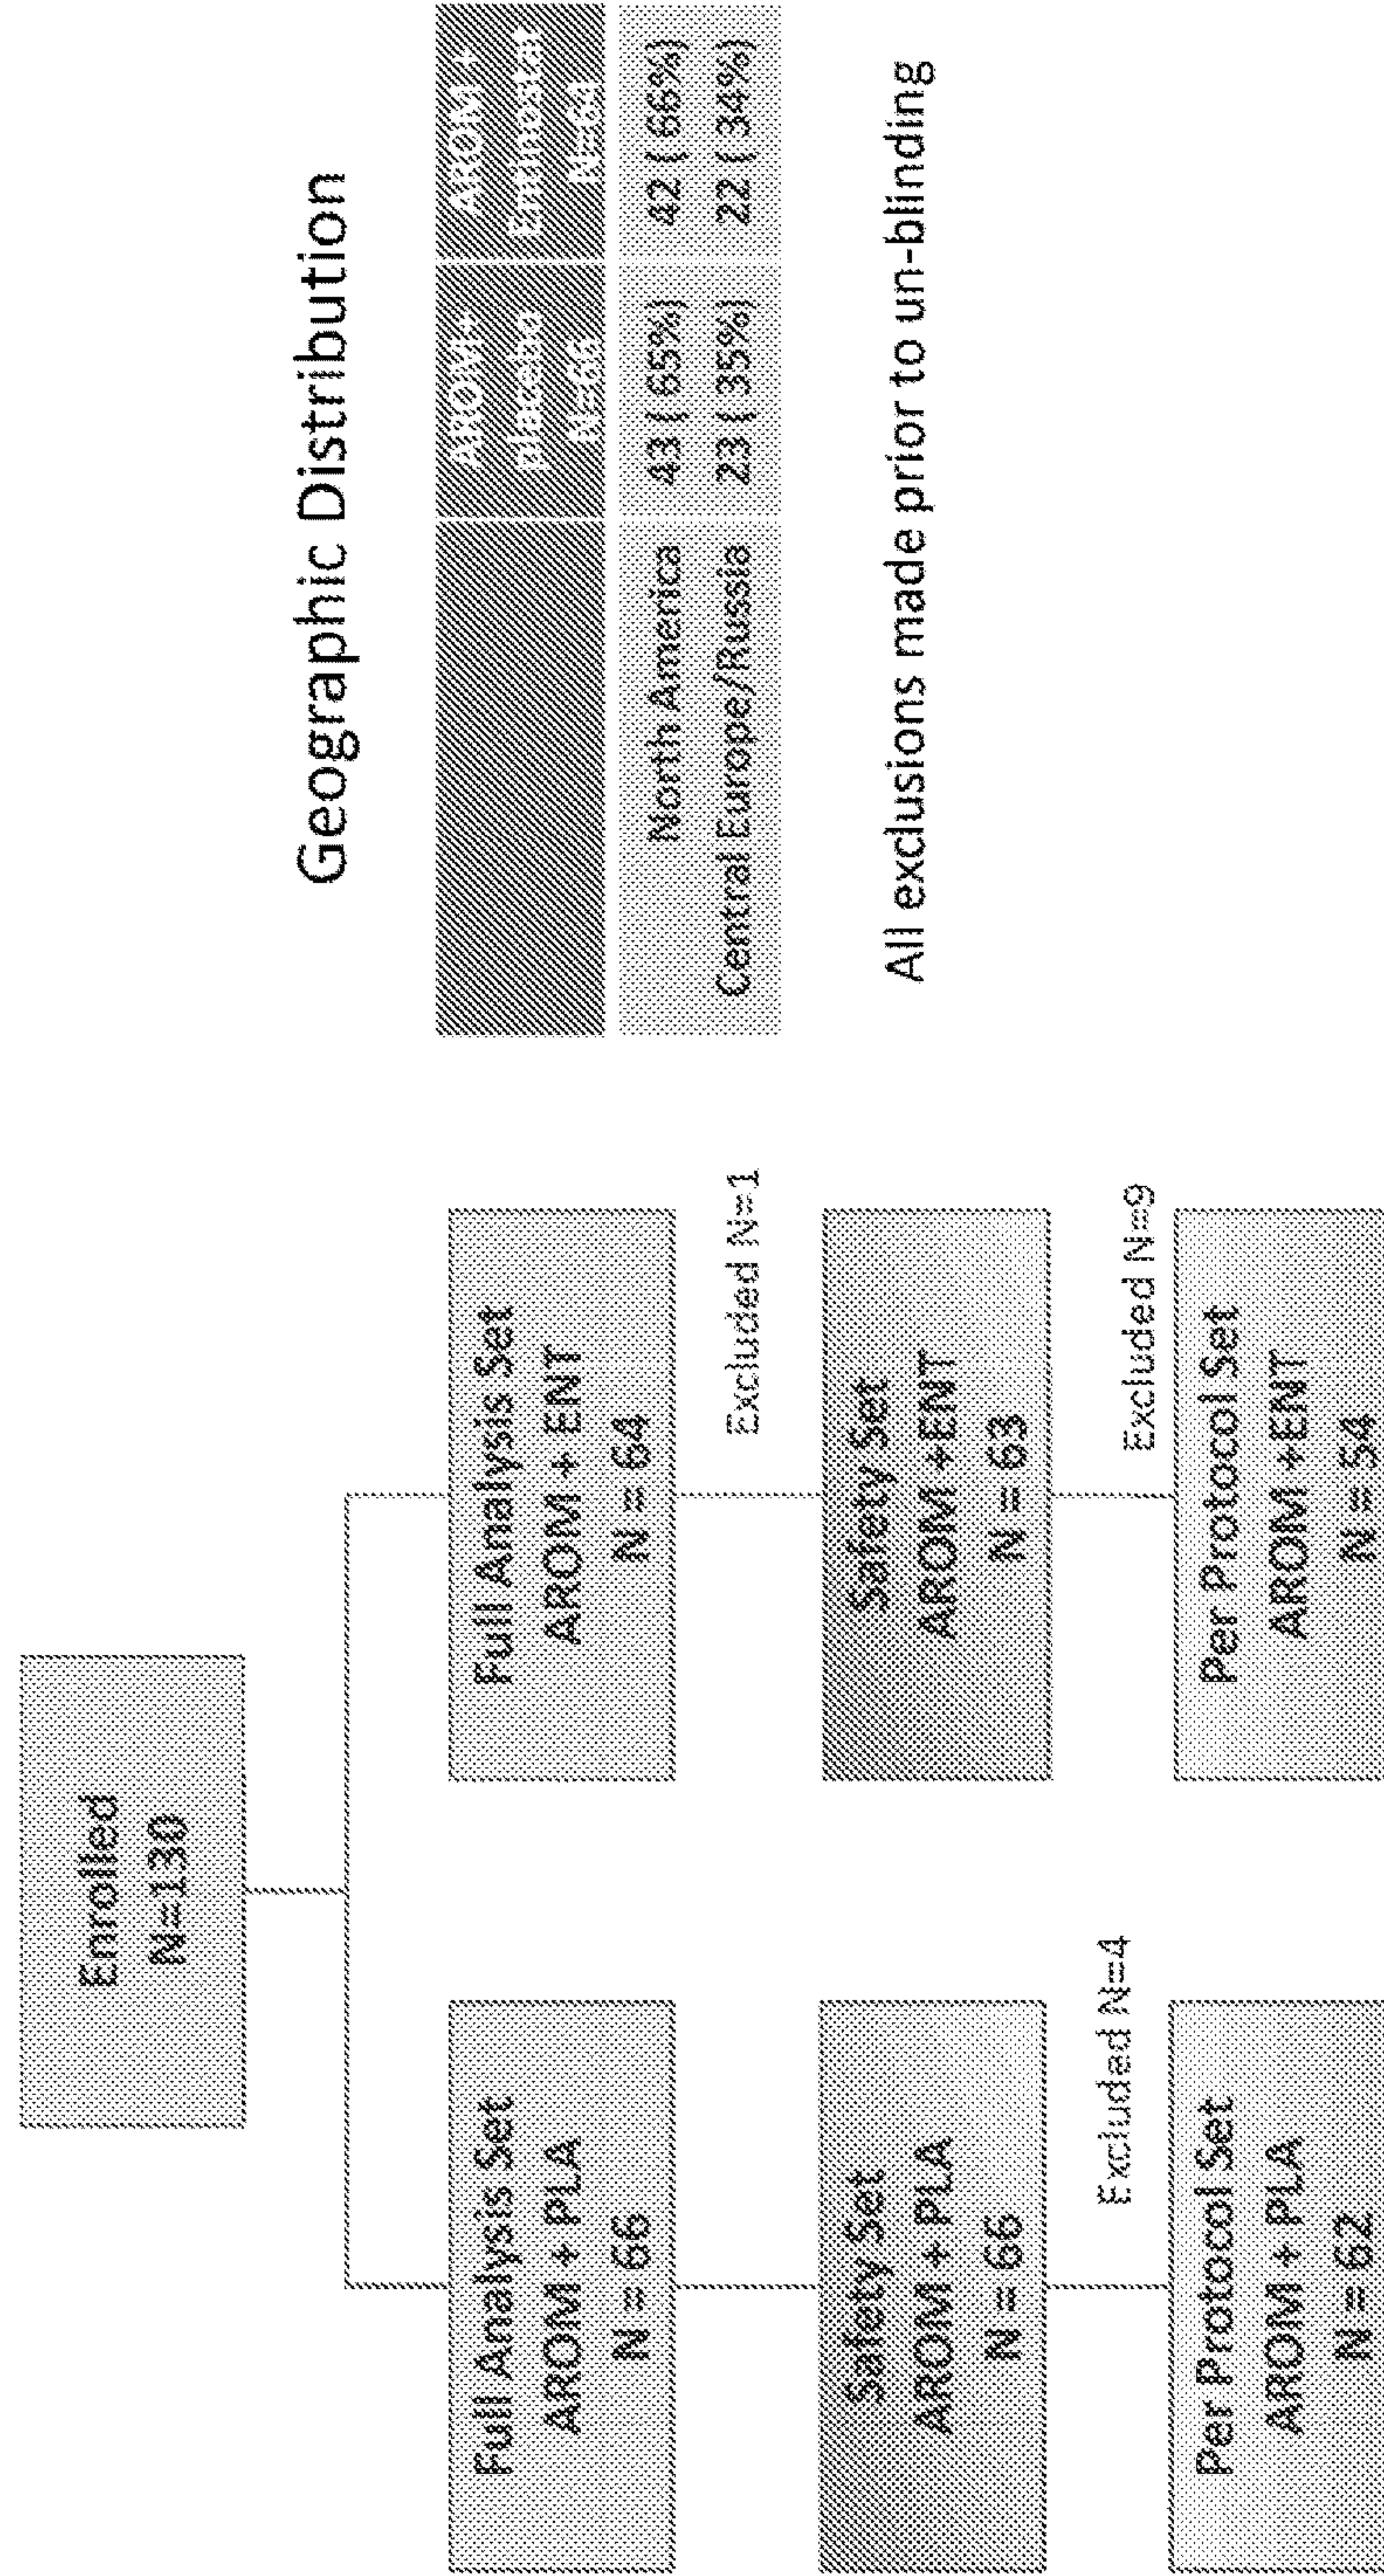 Enrolled
N=130
Full Analysis Set
AROM + PLA
N = 66
Full Analysis Set
AROM + ENT
N = 64
Excluded N=1
Safety Set
AROM + PLA
N = 66
Safety Set
AROM +ENT
N = 63
Excluded N=4
Excluded N=9
Per Protocol Set
AROM + PLA
N = 62
Per Protocol Set
AROM +ENT
N = 54
Geographic Distribution
AROM +
placebo
N=66
AROM +
Entinostat
N=64
North America 43 ( 65%) 42 ( 66%)
Central Europe/Russia 23 ( 35%) 22 ( 34%)
All exclusions made prior to un-blinding